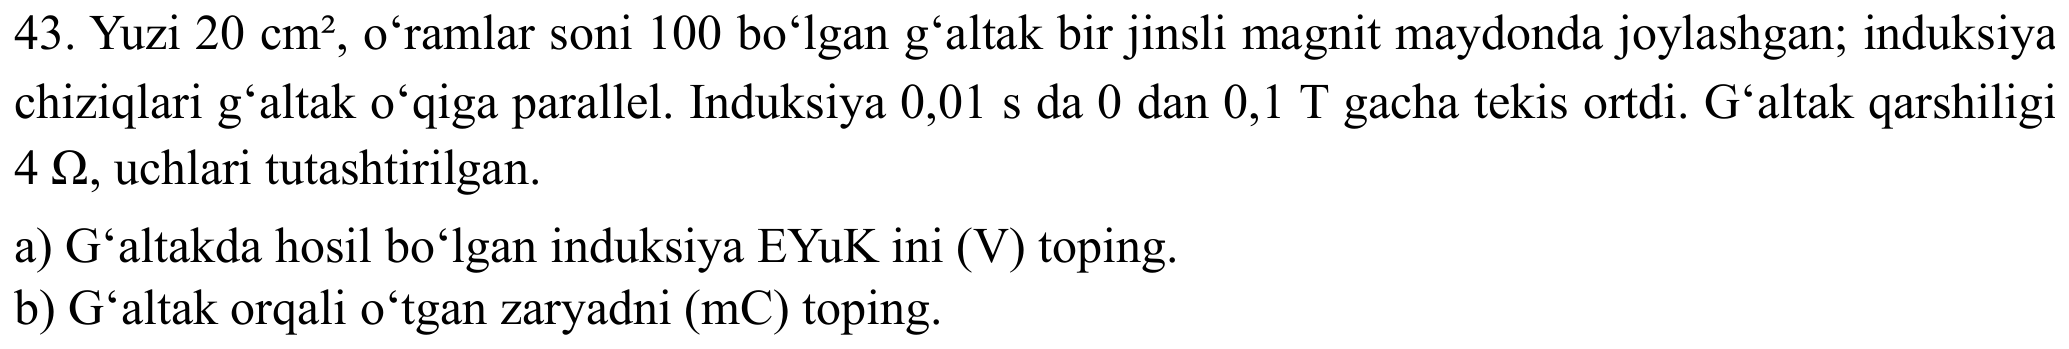 43. Yuzi 20 cm², o‘ramlar soni 100 bo‘lgan g‘altak bir jinsli magnit maydonda joylashgan; induksiya
chiziqlari g‘altak o‘qiga parallel. Induksiya 0,01 s da 0 dan 0,1 T gacha tekis ortdi. G‘altak qarshiligi
4 Ω, uchlari tutashtirilgan.
a) G‘altakda hosil bo‘lgan induksiya EYuK ini (V) toping.
b) G‘altak orqali o‘tgan zaryadni (mC) toping.